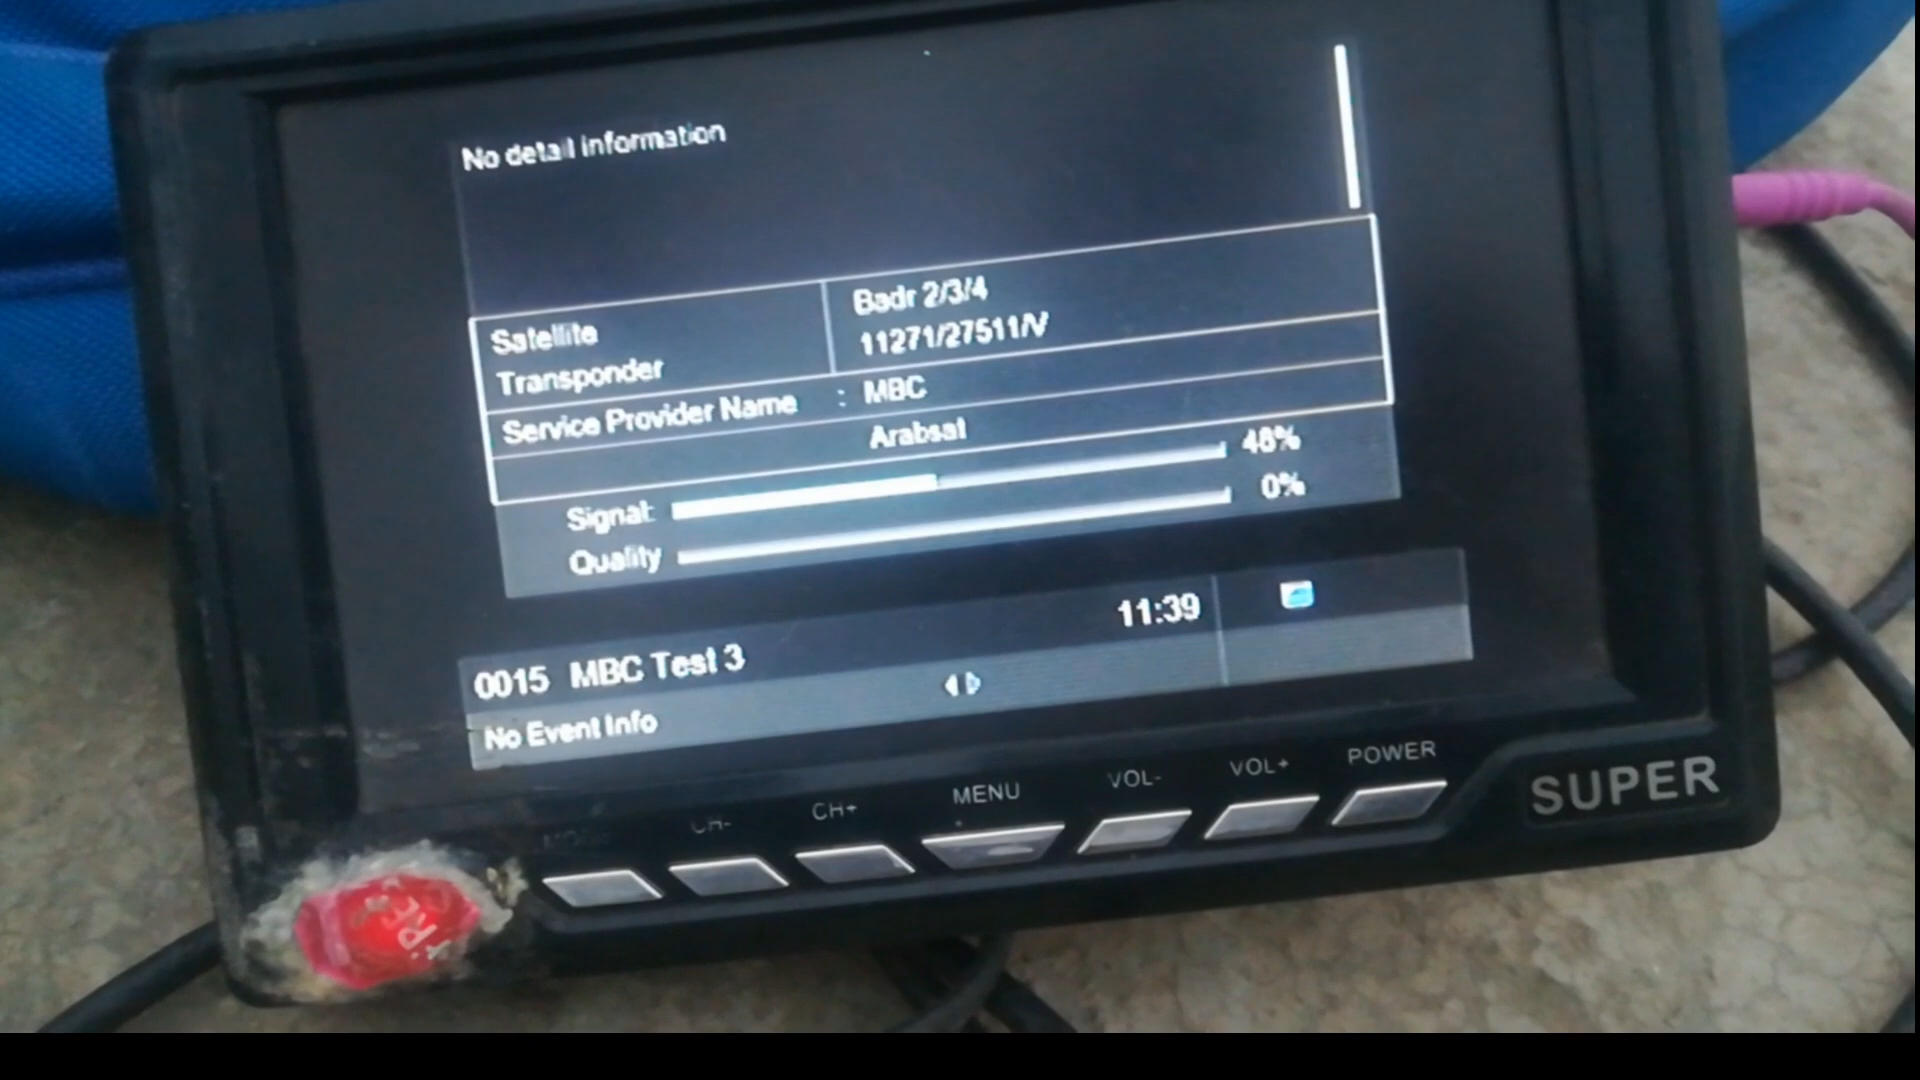 No detail information
Satellite Badr 2/3/4
Transponder 11271/27511/V
Service Provider Name : MBC
Arabsat
Signal: 48%
Quality 0%
11:39
0015 MBC Test 3
No Event Info
CH- CH+ MENU VOL- VOL+ POWER
SUPER